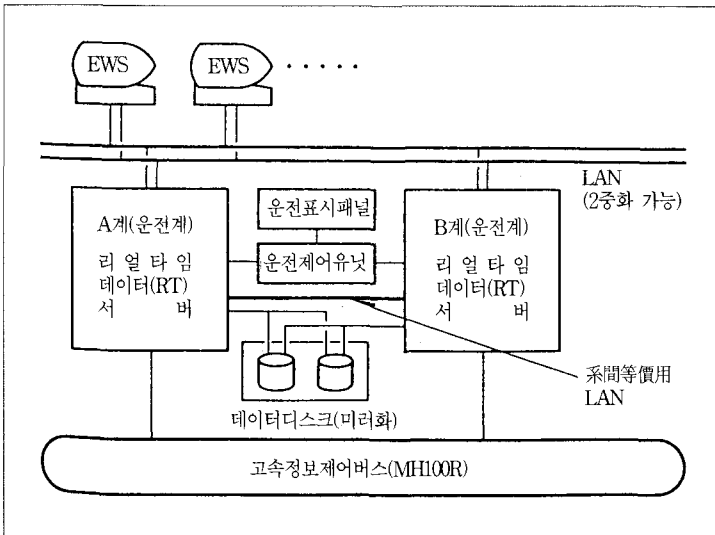 EWS EWS ·····
LAN
(2중화 가능)
운전표시패널
A계(운전계)
리 얼 타 임
데이터(RT)
서 버
운전제어유닛
B계(운전계)
리 얼 타 임
데이터(RT)
서 버
系間等價用
LAN
데이터디스크(미러화)
고속정보제어버스(MH100R)